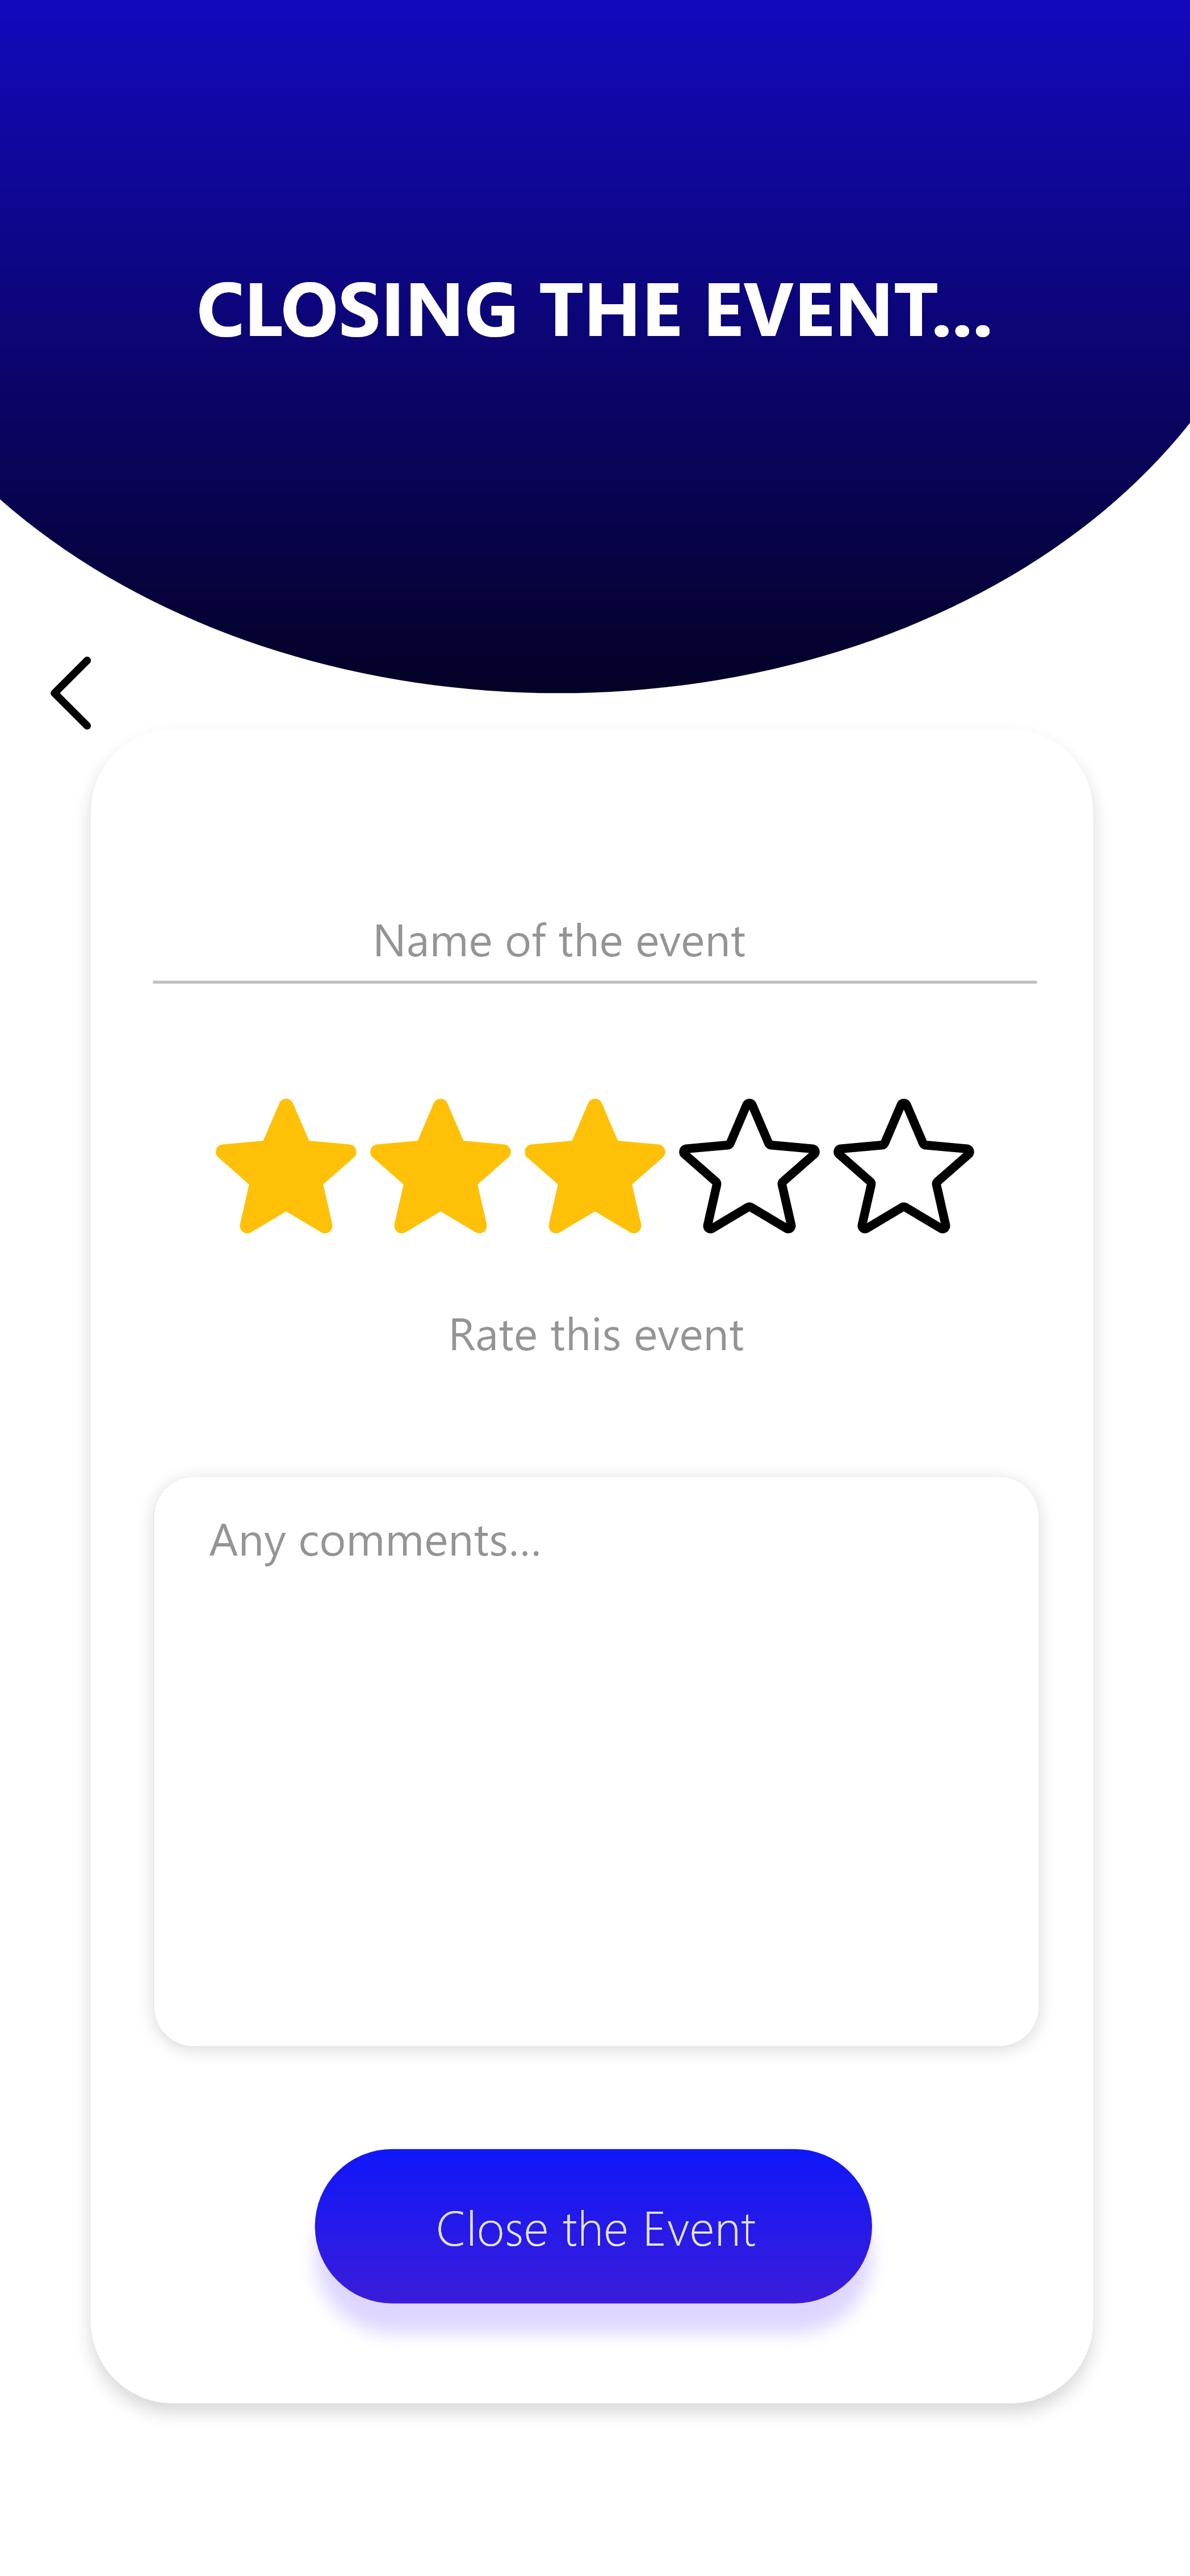 CLOSING THE EVENT...
Name of the event
Rate this event
Any comments...
Close the Event